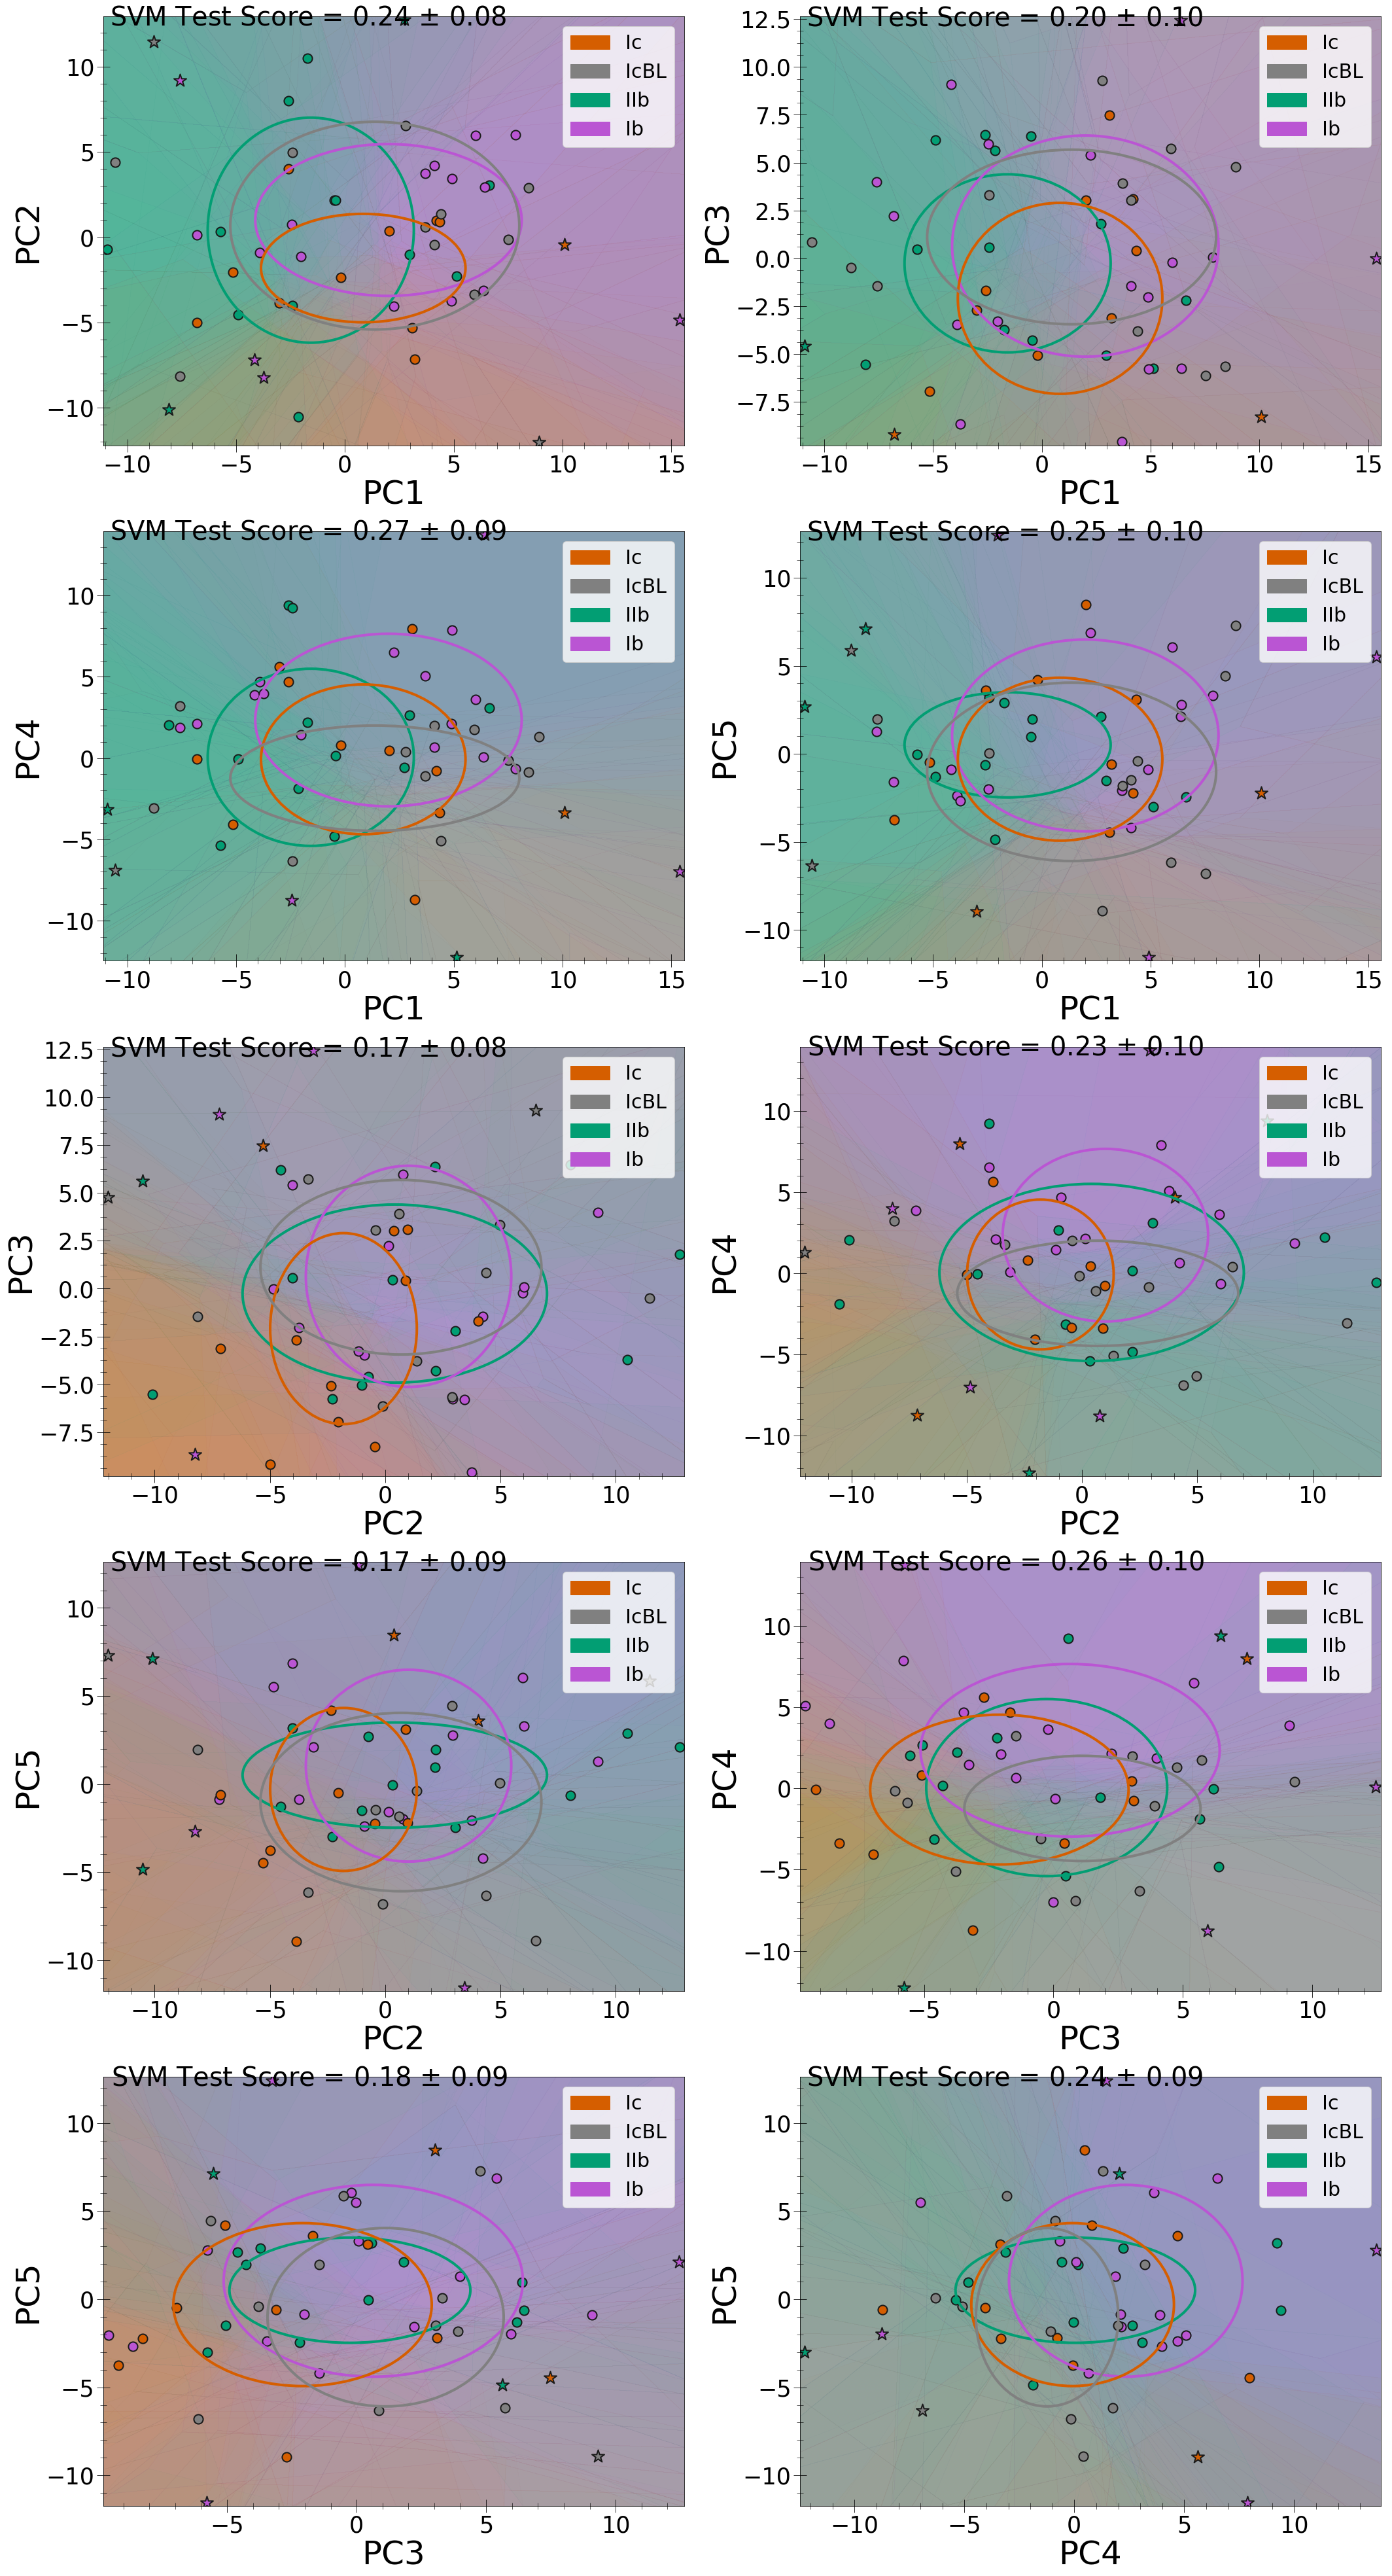 SVM Test Score = 0.24 ± 0.08
Ic
IcBL
IIb
Ib
10
5
0
−5
−10
PC2
−10 −5 0 5 10 15
PC1
SVM Test Score = 0.20 ± 0.10
Ic
IcBL
IIb
Ib
12.5
10.0
7.5
5.0
2.5
0.0
−2.5
−5.0
−7.5
PC3
−10 −5 0 5 10 15
PC1
SVM Test Score = 0.27 ± 0.09
Ic
IcBL
IIb
Ib
10
5
0
−5
−10
PC4
−10 −5 0 5 10 15
PC1
SVM Test Score = 0.25 ± 0.10
Ic
IcBL
IIb
Ib
10
5
0
−5
−10
PC5
−10 −5 0 5 10 15
PC1
SVM Test Score = 0.17 ± 0.08
Ic
IcBL
IIb
Ib
12.5
10.0
7.5
5.0
2.5
0.0
−2.5
−5.0
−7.5
PC3
−10 −5 0 5 10
PC2
SVM Test Score = 0.23 ± 0.10
Ic
IcBL
IIb
Ib
10
5
0
−5
−10
PC4
−10 −5 0 5 10
PC2
SVM Test Score = 0.17 ± 0.09
Ic
IcBL
IIb
Ib
10
5
0
−5
−10
PC5
−10 −5 0 5 10
PC2
SVM Test Score = 0.26 ± 0.10
Ic
IcBL
IIb
Ib
10
5
0
−5
−10
PC4
−5 0 5 10
PC3
SVM Test Score = 0.18 ± 0.09
Ic
IcBL
IIb
Ib
10
5
0
−5
−10
PC5
−5 0 5 10
PC3
SVM Test Score = 0.24 ± 0.09
Ic
IcBL
IIb
Ib
10
5
0
−5
−10
PC5
−10 −5 0 5 10
PC4